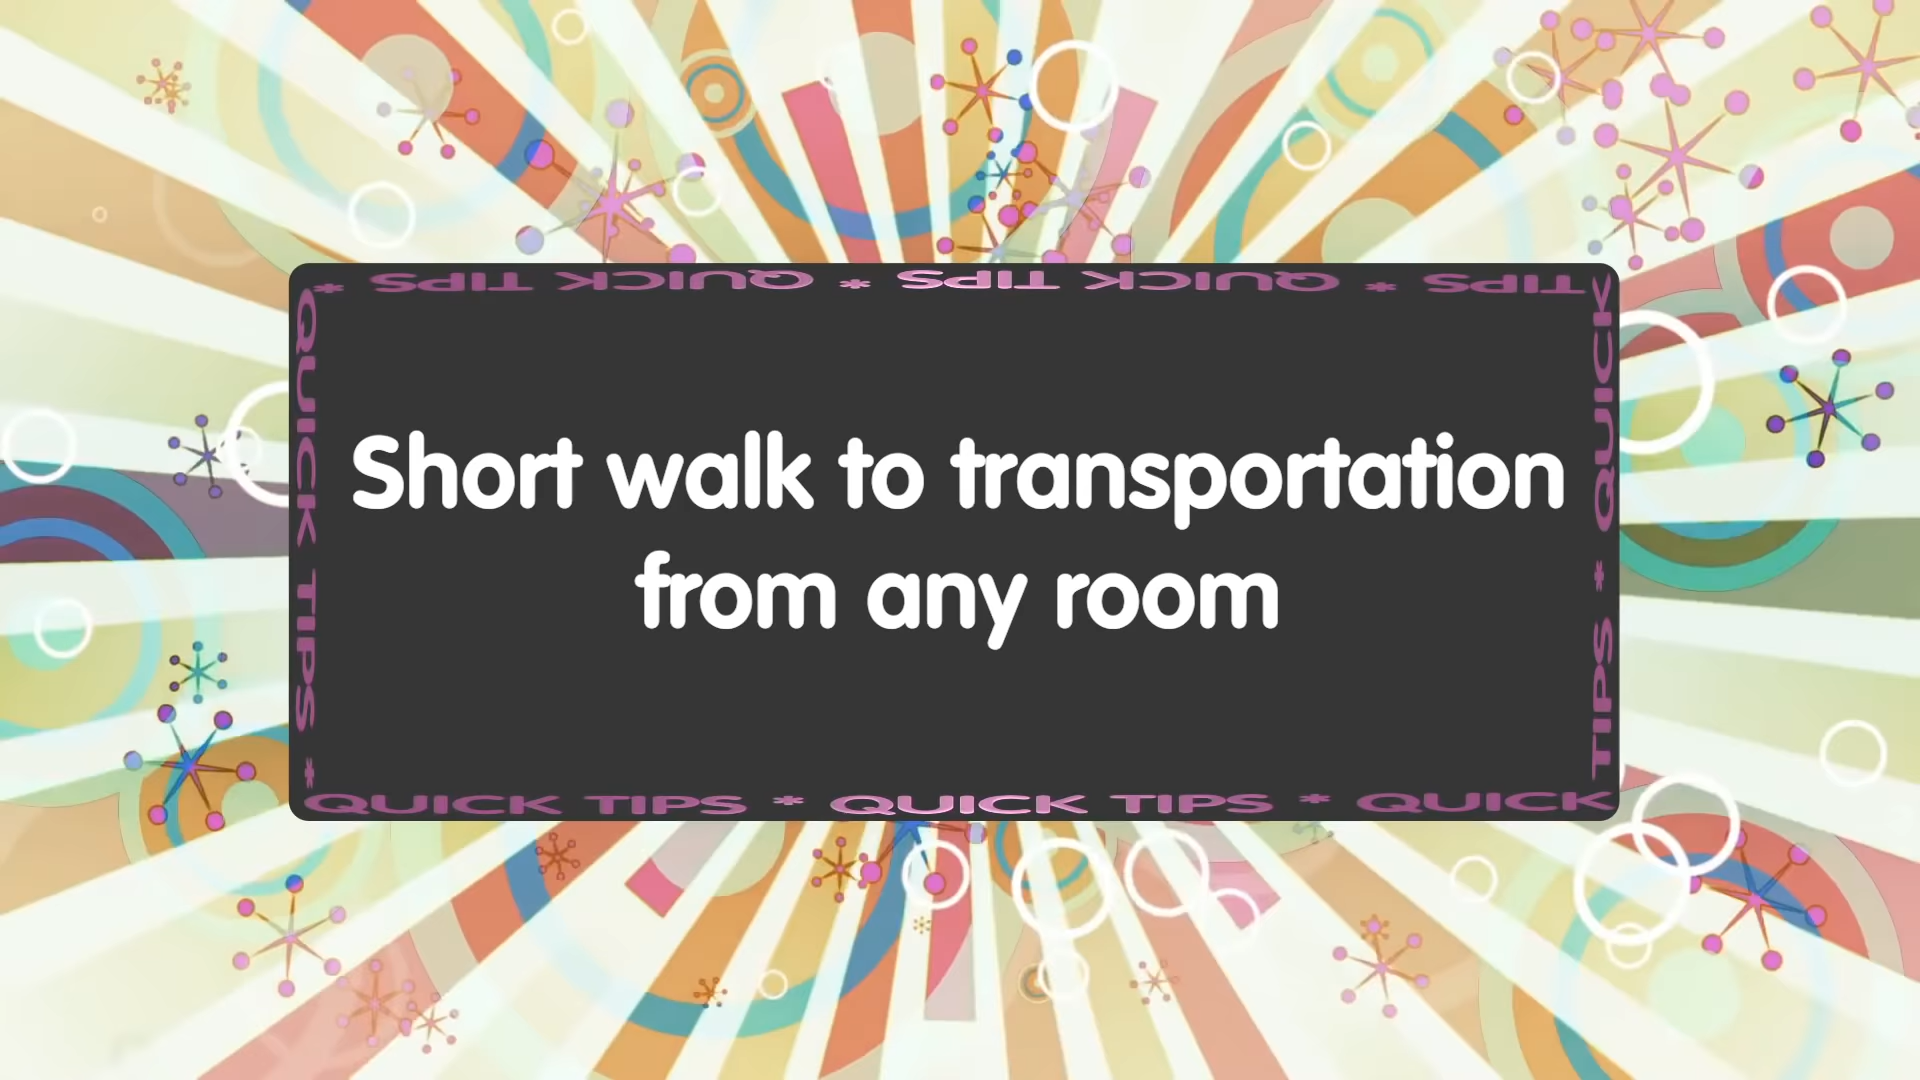 QUICK TIPS * QUICK TIPS * QUICK TIPS *
Short walk to transportation
from any room
QUICK TIPS *
QUICK TIPS * QUICK
QUICK TIPS * QUICK TIPS * QUICK